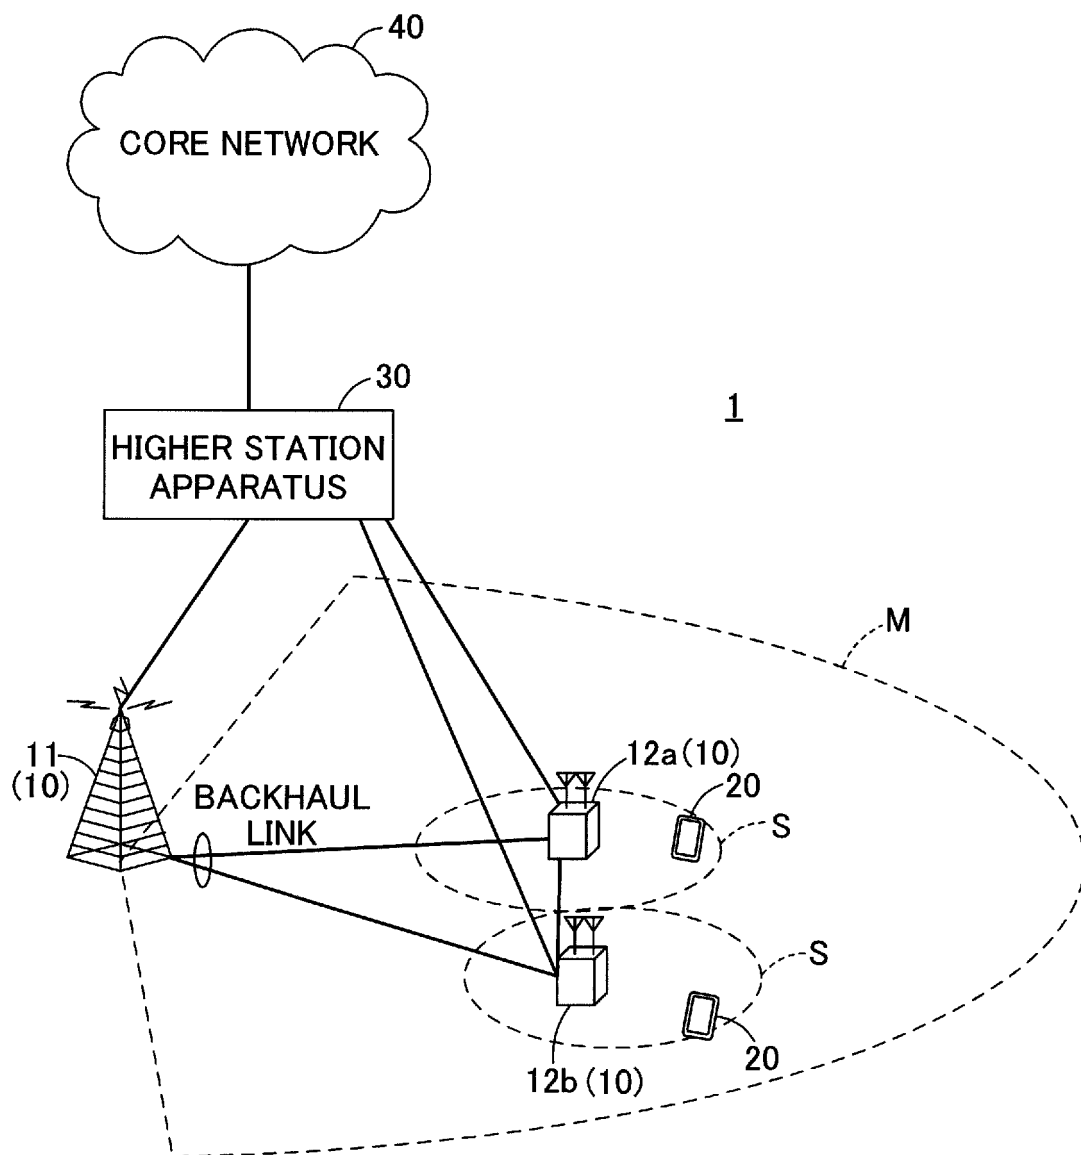 40
CORE NETWORK
30
HIGHER STATION
APPARATUS
1
M
11
(10)
BACKHAUL
LINK
12a(10)
20
S
S
20
12b(10)